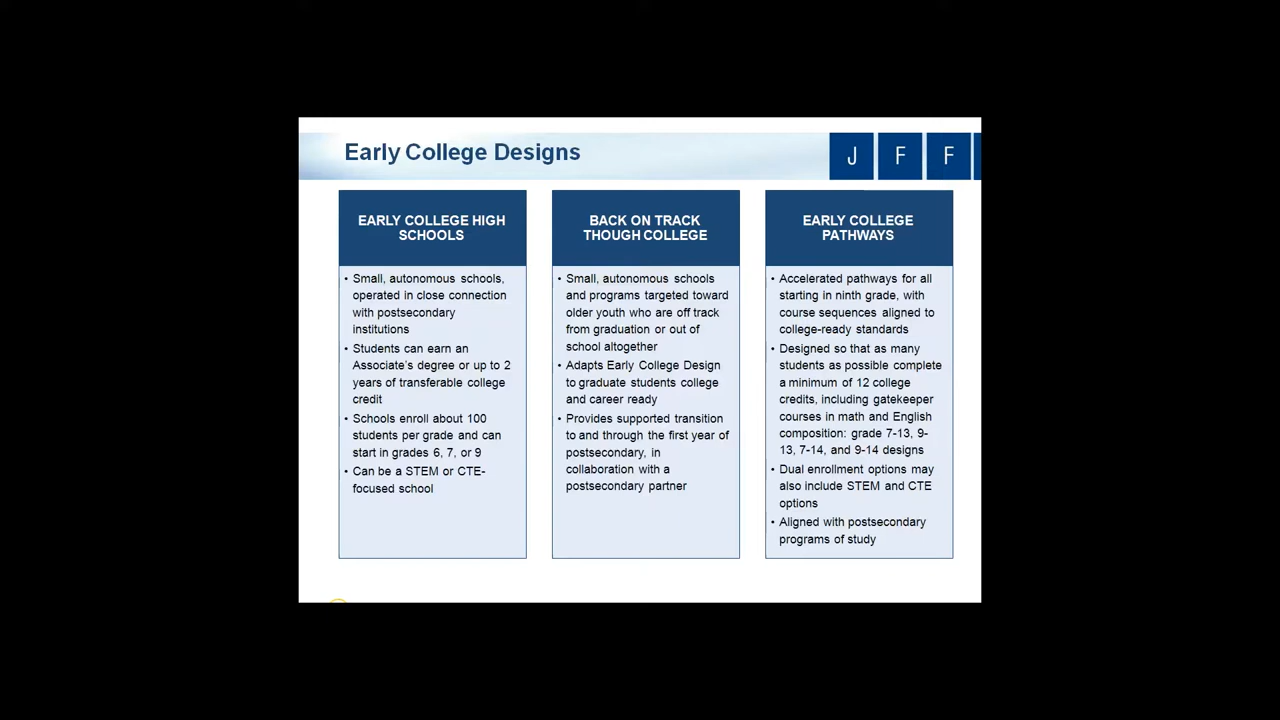 Early College Designs
J F F
EARLY COLLEGE HIGH
SCHOOLS
• Small, autonomous schools,
operated in close connection
with postsecondary
institutions
• Students can earn an
Associate's degree or up to 2
years of transferable college
credit
• Schools enroll about 100
students per grade and can
start in grades 6, 7, or 9
• Can be a STEM or CTE-
focused school
BACK ON TRACK
THOUGH COLLEGE
• Small, autonomous schools
and programs targeted toward
older youth who are off track
from graduation or out of
school altogether
• Adapts Early College Design
to graduate students college
and career ready
• Provides supported transition
to and through the first year of
postsecondary, in
collaboration with a
postsecondary partner
EARLY COLLEGE
PATHWAYS
• Accelerated pathways for all
starting in ninth grade, with
course sequences aligned to
college-ready standards
• Designed so that as many
students as possible complete
a minimum of 12 college
credits, including gatekeeper
courses in math and English
composition: grade 7-13, 9-
13, 7-14, and 9-14 designs
• Dual enrollment options may
also include STEM and CTE
options
• Aligned with postsecondary
programs of study